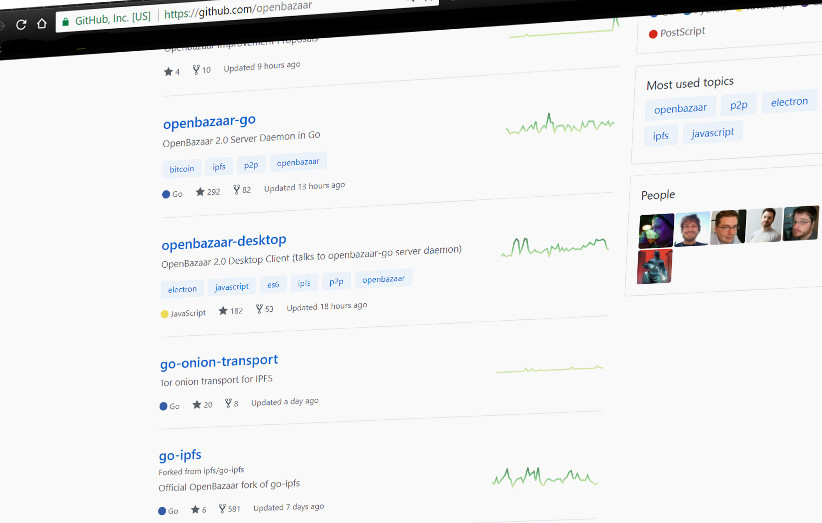 GitHub, Inc. [US] https://github.com/openbazaar
OpenBazaar Improvement Proposals
4 10 Updated 9 hours ago
openbazaar-go
OpenBazaar 2.0 Server Daemon in Go
bitcoin ipfs p2p openbazaar
Go 292 82 Updated 13 hours ago
openbazaar-desktop
OpenBazaar 2.0 Desktop Client (talks to openbazaar-go server daemon)
electron javascript es6 ipfs p2p openbazaar
JavaScript 182 53 Updated 18 hours ago
go-onion-transport
Tor onion transport for IPFS
Go 20 8 Updated a day ago
go-ipfs
Forked from ipfs/go-ipfs
Official OpenBazaar fork of go-ipfs
Go 6 581 Updated 7 days ago
PostScript
Most used topics
openbazaar p2p electron
ipfs javascript
People